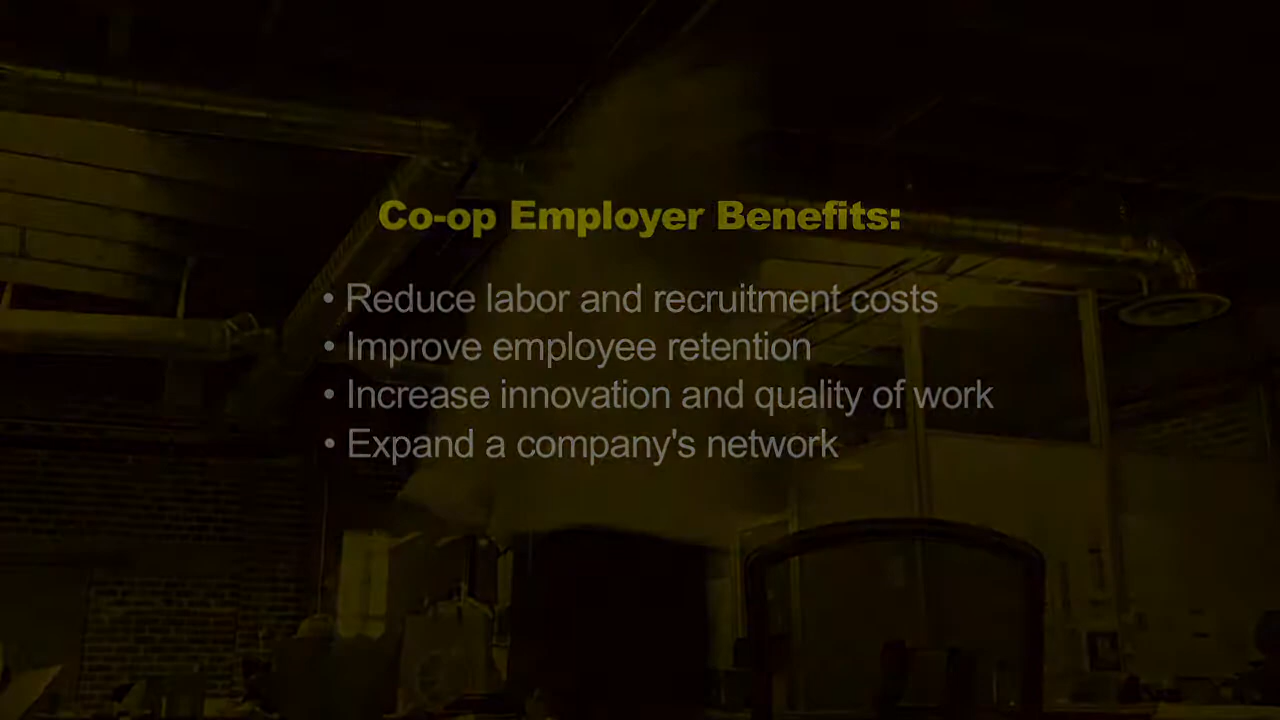 Co-op Employer Benefits:
• Reduce labor and recruitment costs
• Improve employee retention
• Increase innovation and quality of work
• Expand a company's network